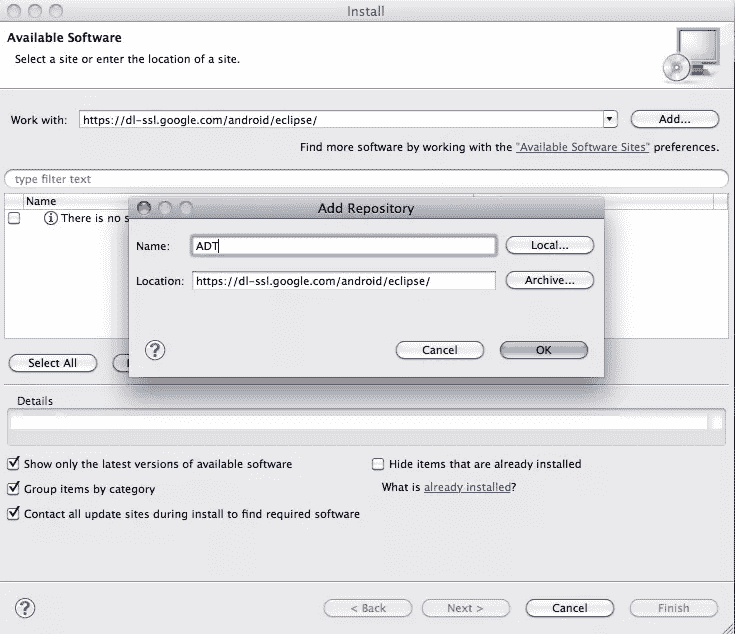 Install
Available Software
Select a site or enter the location of a site.
Work with: https://dl-ssl.google.com/android/eclipse/ Add...
Find more software by working with the "Available Software Sites" preferences.
type filter text
Name
There is no s
Add Repository
Name: ADT Local...
Location: https://dl-ssl.google.com/android/eclipse/ Archive...
? Cancel OK
Select All
Details
Show only the latest versions of available software
Hide items that are already installed
Group items by category
What is already installed?
Contact all update sites during install to find required software
? < Back Next > Cancel Finish